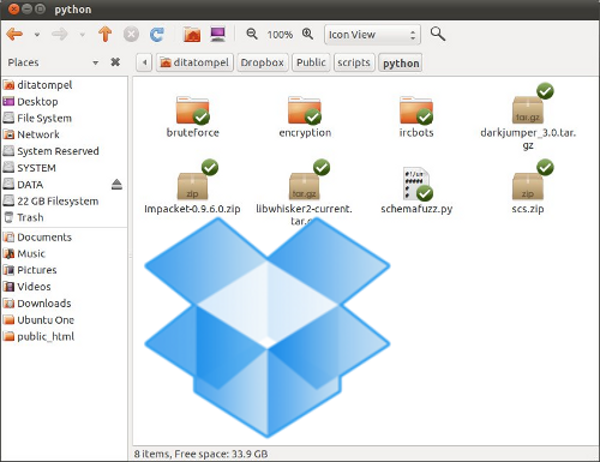 python
100%
Icon View
Places
ditatompel
Dropbox
Public
scripts
python
ditatompel
Desktop
File System
Network
System Reserved
SYSTEM
DATA
22 GB Filesystem
Trash
Documents
Music
Pictures
Videos
Downloads
Ubuntu One
public_html
bruteforce
encryption
ircbots
tar.gz
darkjumper_3.0.tar.
gz
zip
Impacket-0.9.6.0.zip
tar.gz
libwhisker2-current.
tar.gz
#!/us
#####
#
schemafuzz.py
zip
scs.zip
8 items, Free space: 33.9 GB